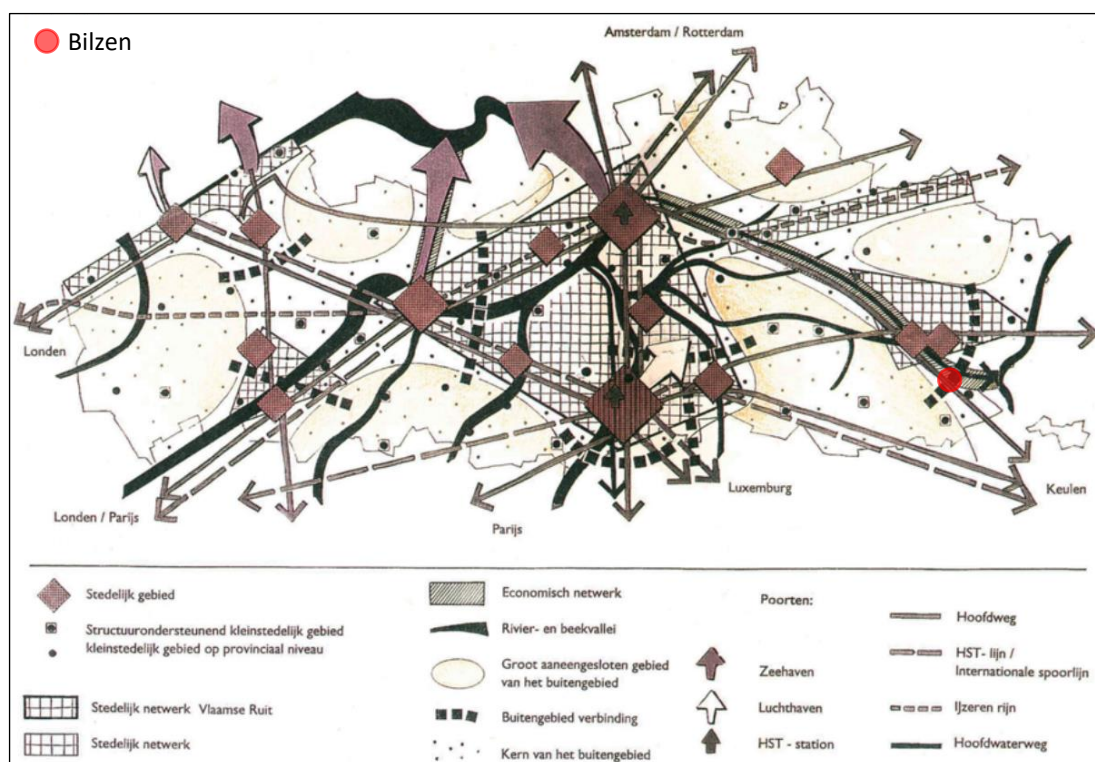 Bilzen
Amsterdam / Rotterdam
Londen
Londen / Parijs
Parijs
Luxemburg
Keulen
Stedelijk gebied
Structuurondersteunend kleinstedelijk gebied
kleinstedelijk gebied op provinciaal niveau
Stedelijk netwerk Vlaamse Ruit
Stedelijk netwerk
Economisch netwerk
Rivier- en beekvallei
Groot aaneengesloten gebied
van het buitengebied
Buitengebied verbinding
Kern van het buitengebied
Poorten:
Zeehaven
Luchthaven
HST - station
Hoofdweg
HST- lijn /
Internationale spoorlijn
IJzeren rijn
Hoofdwaterweg